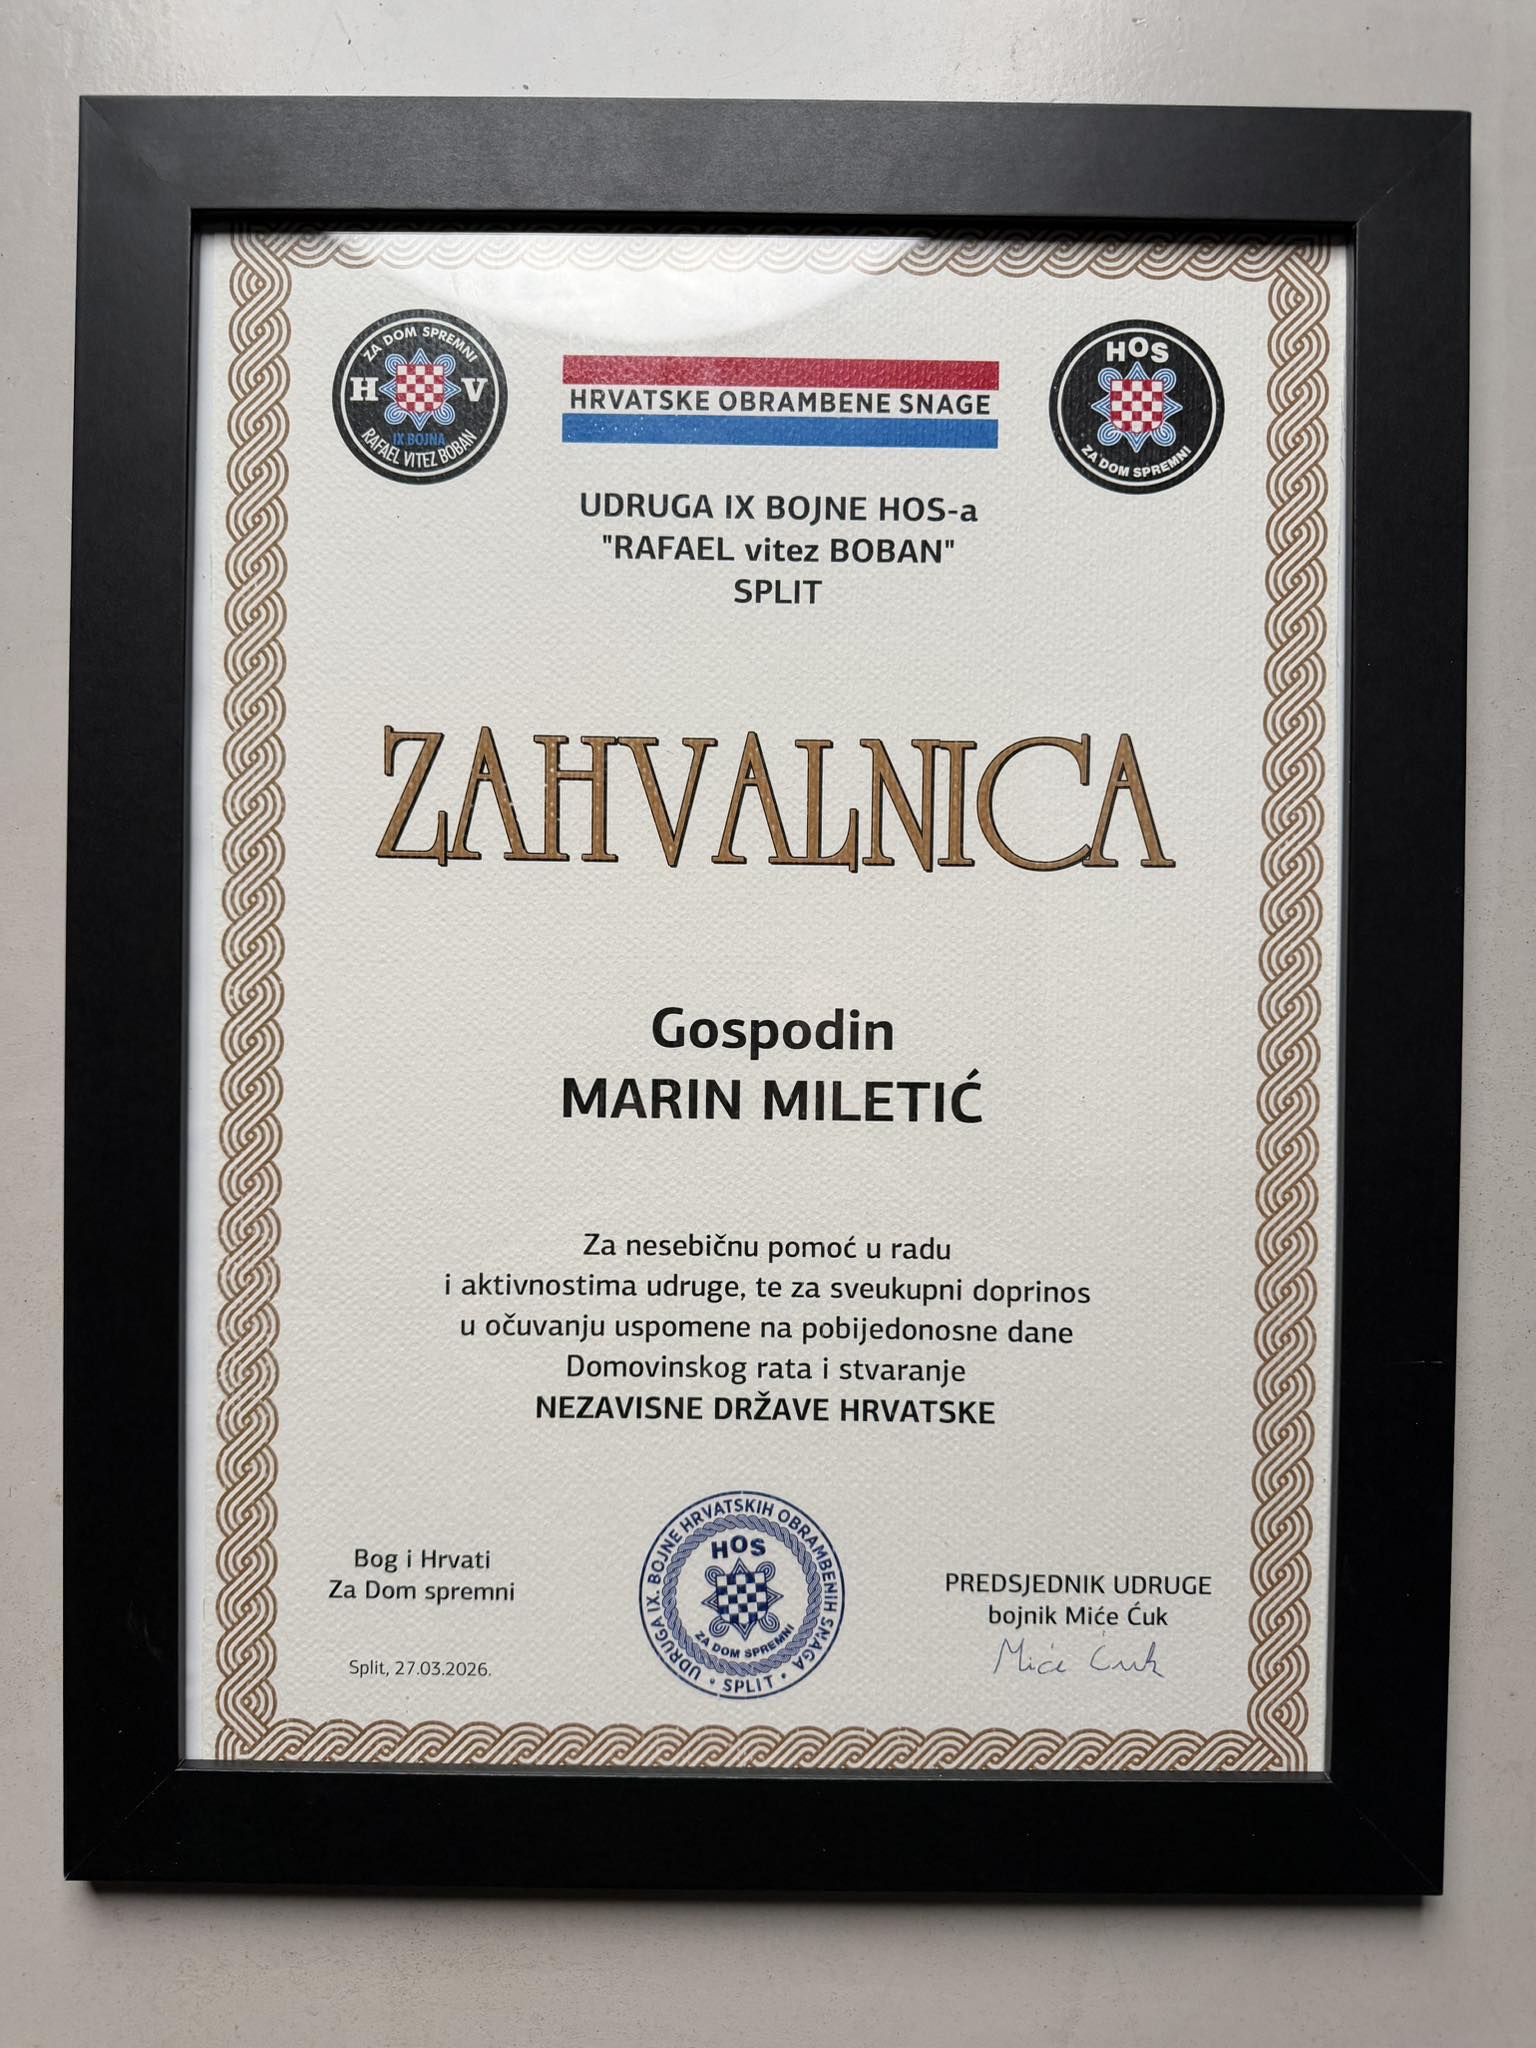 ZA DOM SPREMNI
H V
IX BOJNA
RAFAEL VITEZ BOBAN
HRVATSKE OBRAMBENE SNAGE
HOS
ZA DOM SPREMNI
UDRUGA IX BOJNE HOS-a
"RAFAEL vitez BOBAN"
SPLIT
ZAHVALNICA
Gospodin
MARIN MILETIĆ
Za nesebičnu pomoć u radu
i aktivnostima udruge, te za sveukupni doprinos
u očuvanju uspomene na pobijedonosne dane
Domovinskog rata i stvaranje
NEZAVISNE DRŽAVE HRVATSKE
Bog i Hrvati
Za Dom spremni
Split, 27.03.2026.
UDRUGA IX. BOJNE HRVATSKIH OBRAMBENIH SNAGA
SPLIT
HOS
ZA DOM SPREMNI
PREDSJEDNIK UDRUGE
bojnik Miće Ćuk
Miće Ćuk